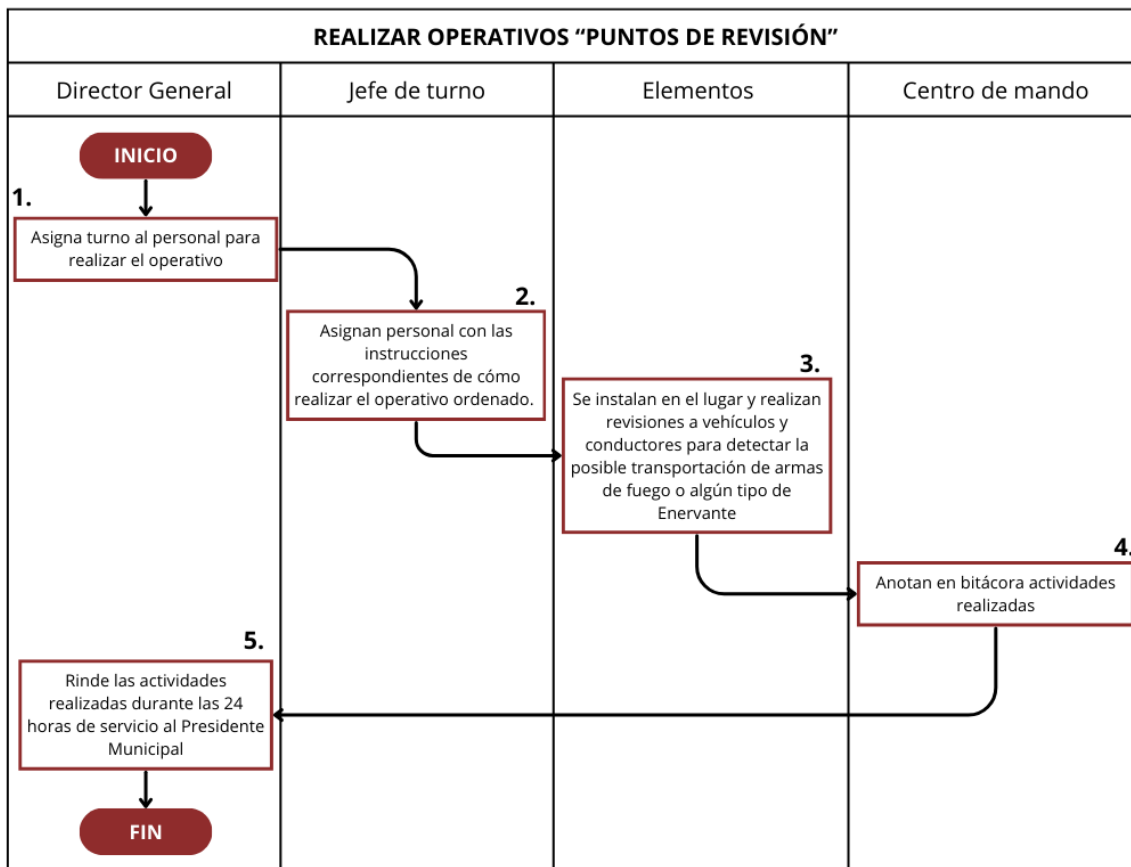 REALIZAR OPERATIVOS “PUNTOS DE REVISIÓN”
Director General
Jefe de turno
Elementos
Centro de mando
INICIO
1.
Asigna turno al personal para
realizar el operativo
2.
Asignan personal con las
instrucciones
correspondientes de cómo
realizar el operativo ordenado.
3.
Se instalan en el lugar y realizan
revisiones a vehículos y
conductores para detectar la
posible transportación de armas
de fuego o algún tipo de
Enervante
4.
Anotan en bitácora actividades
realizadas
5.
Rinde las actividades
realizadas durante las 24
horas de servicio al Presidente
Municipal
FIN